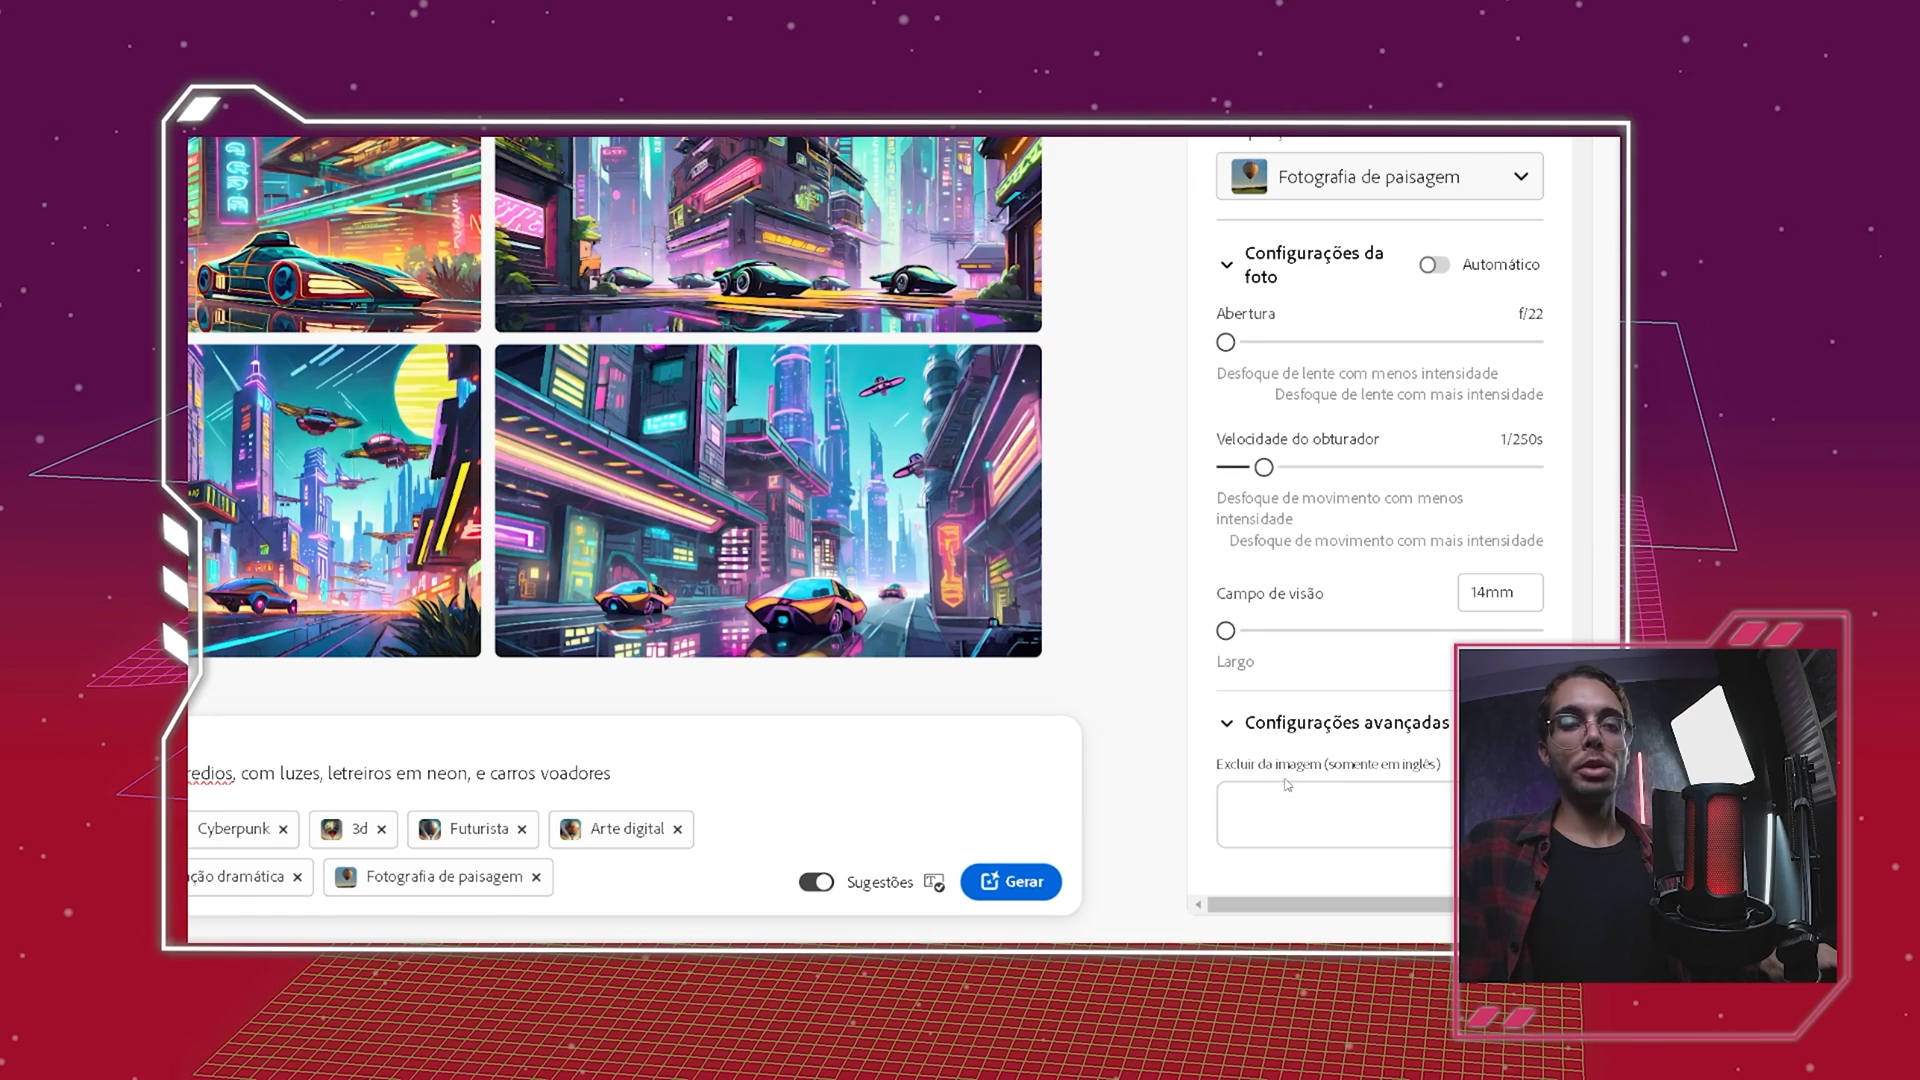 Fotografia de paisagem
Configurações da
foto
Automático
Abertura
f/22
Desfoque de lente com menos intensidade
Desfoque de lente com mais intensidade
Velocidade do obturador
1/250s
Desfoque de movimento com menos
intensidade
Desfoque de movimento com mais intensidade
Campo de visão
14mm
Largo
Configurações avançadas
Excluir da imagem (somente em inglês)
redios, com luzes, letreiros em neon, e carros voadores
Cyberpunk
3d
Futurista
Arte digital
ção dramática
Fotografia de paisagem
Sugestões
Gerar